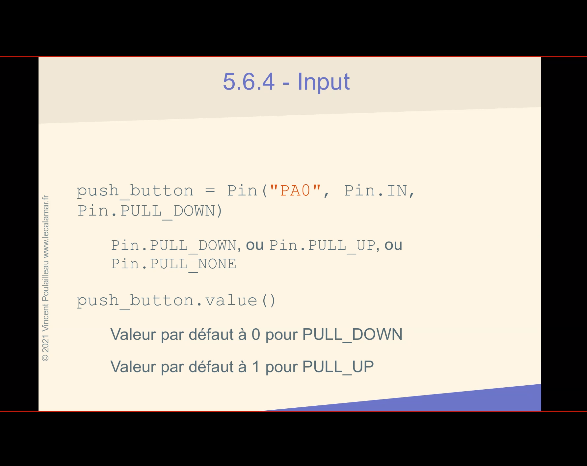 5.6.4 - Input
push_button = Pin("PA0", Pin.IN,
Pin.PULL_DOWN)
Pin.PULL_DOWN, ou Pin.PULL_UP, ou
Pin.PULL_NONE
push_button.value()
Valeur par défaut à 0 pour PULL_DOWN
Valeur par défaut à 1 pour PULL_UP
© 2021 Vincent Poulailleau www.lecalamar.fr